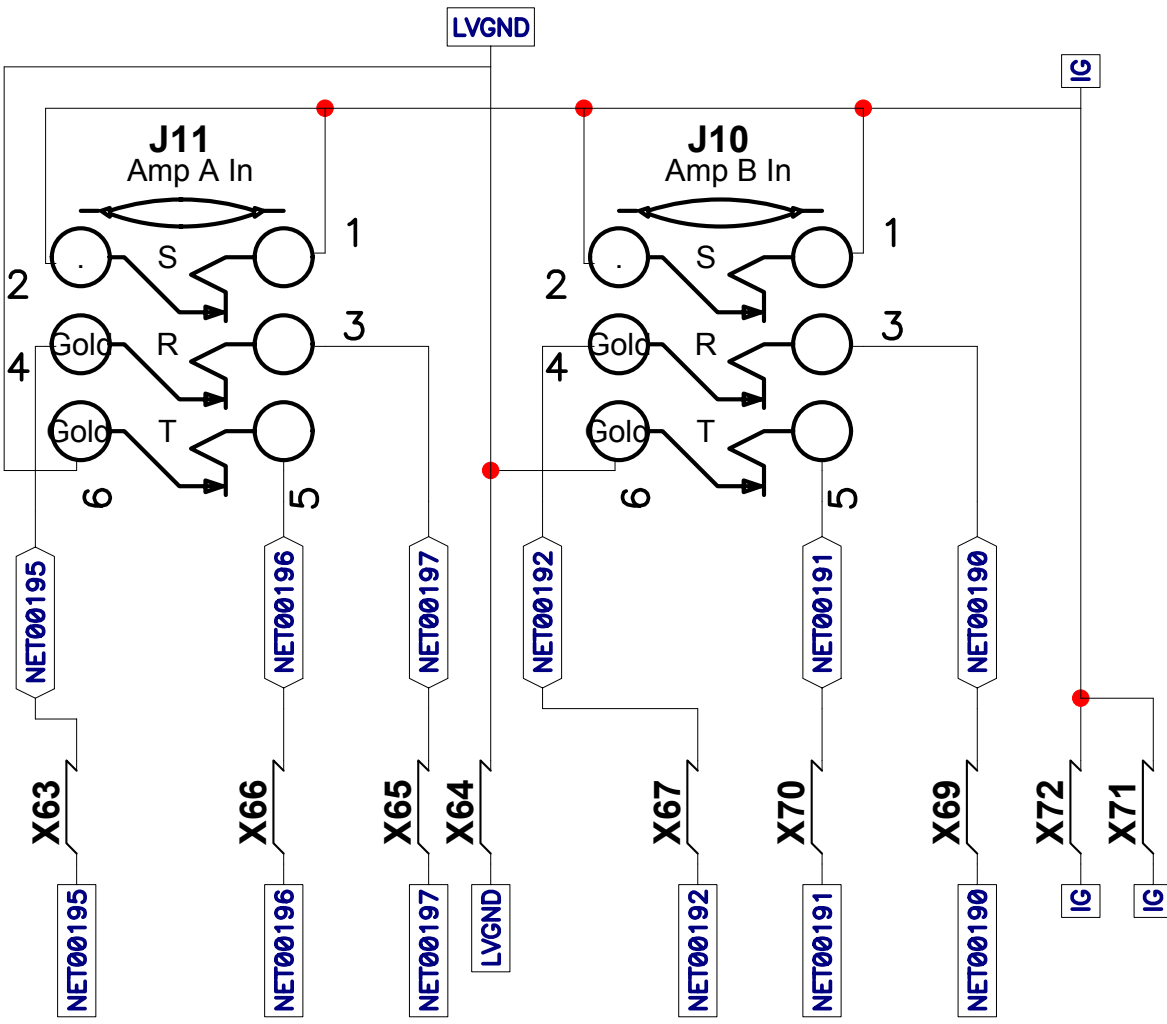 LVGND
IG
J11
Amp A In
J10
Amp B In
. S 1
2
Gold R 3
4
Gold T
6 5
. S 1
2
Gold R 3
4
Gold T
6 5
NET00195
NET00196
NET00197
NET00192
NET00191
NET00190
X63
X66
X65
X64
X67
X70
X69
X72
X71
NET00195
NET00196
NET00197
LVGND
NET00192
NET00191
NET00190
IG
IG